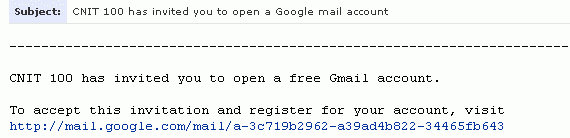 Subject: CNIT 100 has invited you to open a Google mail account
-----------------------------------------------------------------------
CNIT 100 has invited you to open a free Gmail account.
To accept this invitation and register for your account, visit
http://mail.google.com/mail/a-3c719b2962-a39ad4b822-34465fb643